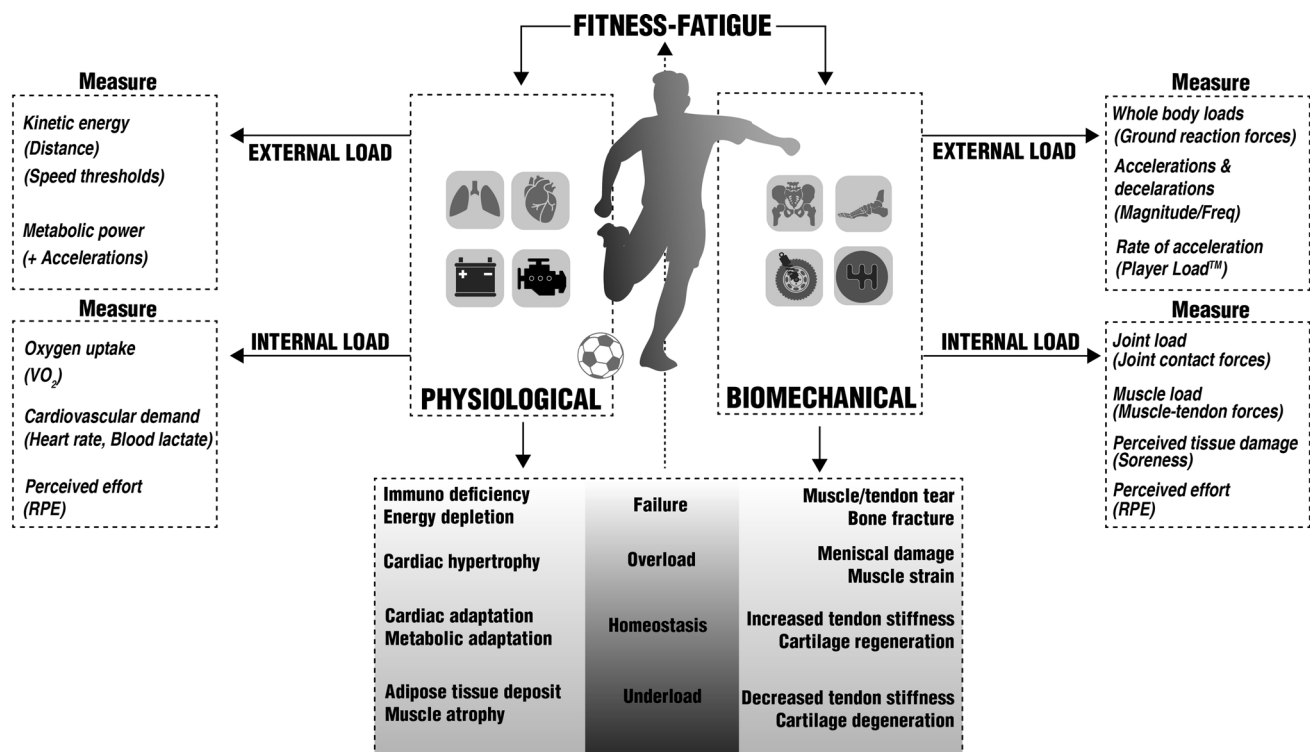 FITNESS-FATIGUE
Measure
Kinetic energy
(Distance)
(Speed thresholds)
Metabolic power
(+ Accelerations)
EXTERNAL LOAD
Measure
Oxygen uptake
(VO2)
Cardiovascular demand
(Heart rate, Blood lactate)
Perceived effort
(RPE)
INTERNAL LOAD
PHYSIOLOGICAL
BIOMECHANICAL
EXTERNAL LOAD
Measure
Whole body loads
(Ground reaction forces)
Accelerations &
decelarations
(Magnitude/Freq)
Rate of acceleration
(Player Load™)
INTERNAL LOAD
Measure
Joint load
(Joint contact forces)
Muscle load
(Muscle-tendon forces)
Perceived tissue damage
(Soreness)
Perceived effort
(RPE)
Immuno deficiency
Energy depletion
Failure
Muscle/tendon tear
Bone fracture
Cardiac hypertrophy
Overload
Meniscal damage
Muscle strain
Cardiac adaptation
Metabolic adaptation
Homeostasis
Increased tendon stiffness
Cartilage regeneration
Adipose tissue deposit
Muscle atrophy
Underload
Decreased tendon stiffness
Cartilage degeneration